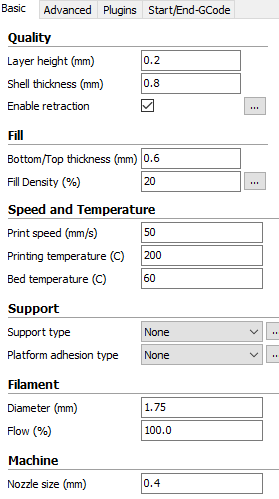 Basic Advanced Plugins Start/End-GCode
Quality
Layer height (mm) 0.2
Shell thickness (mm) 0.8
Enable retraction ...
Fill
Bottom/Top thickness (mm) 0.6
Fill Density (%) 20 ...
Speed and Temperature
Print speed (mm/s) 50
Printing temperature (C) 200
Bed temperature (C) 60
Support
Support type None ..
Platform adhesion type None ..
Filament
Diameter (mm) 1.75
Flow (%) 100.0
Machine
Nozzle size (mm) 0.4